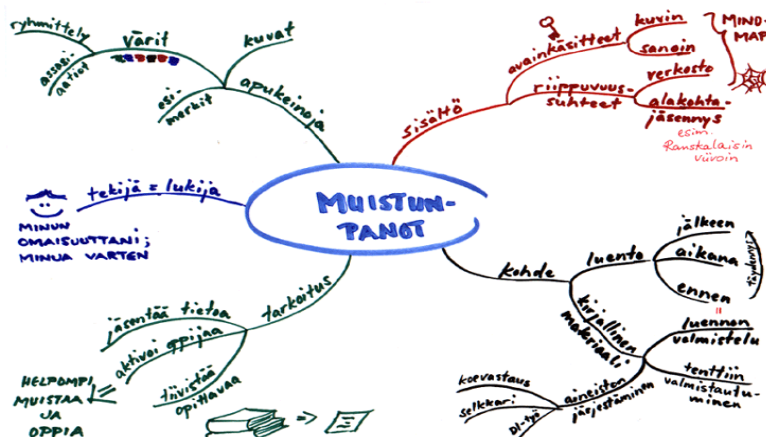 MUISTIIN-
PANOT
apukeinoja
värit
ryhmittely
assosi-
aatiot
kuvat
esi-
merkit
sisältö
avainkäsitteet
kuvin
sanoin
MIND-
MAP
riippuvuus-
suhteet
verkosto
alakohta-
jäsennys
esim.
Ranskalaisin
viivoin
tekijä = lukija
MINUN
OMAISUUTTANI;
MINUA VARTEN
kohde
luento
jälkeen
aikana
ennen
täydennys
=
kirjallinen
materiaali
luennon
valmistelu
tenttiin
valmistautu-
minen
aineiston
järjestäminen
koevastaus
selkkari
DI-työ
tarkoitus
jäsentää tietoa
aktivoi oppijaa
=
HELPOMPI
MUISTAA
JA
OPPIA
tiivistää
opittavaa